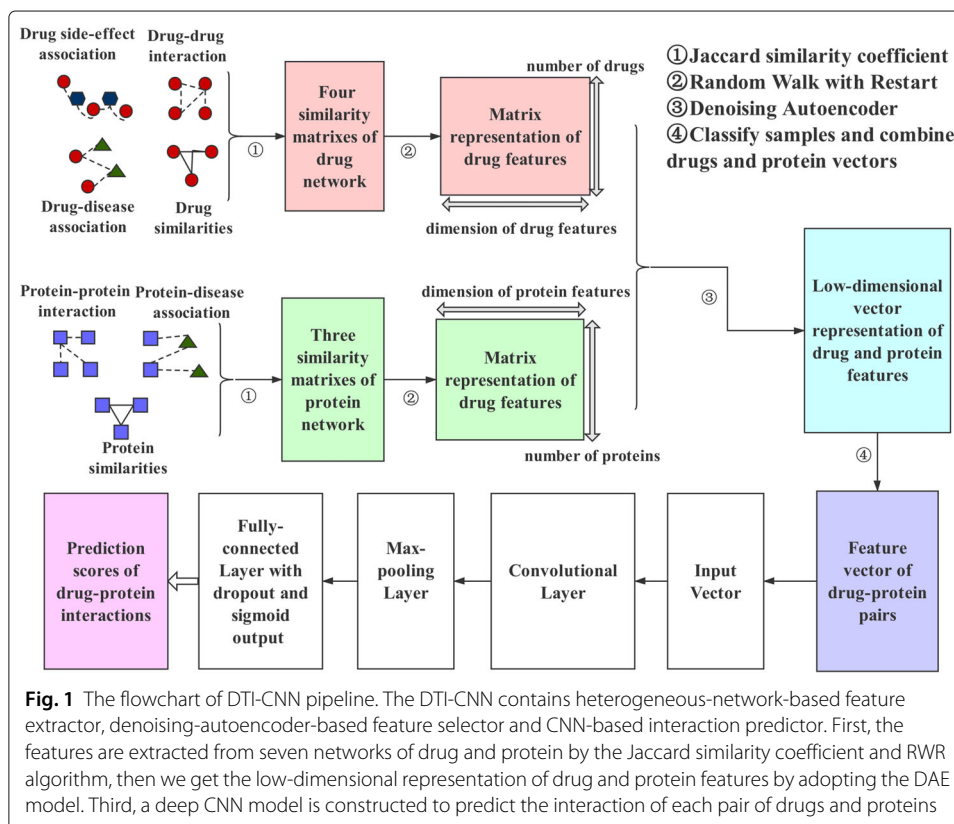 Drug side-effect
association
Drug-drug
interaction
Drug-disease
association
Drug
similarities
①
Four
similarity
matrixes of
drug
network
②
Matrix
representation of
drug features
number of drugs
dimension of drug features
①Jaccard similarity coefficient
②Random Walk with Restart
③Denoising Autoencoder
④Classify samples and combine
drugs and protein vectors
Protein-protein
interaction
Protein-disease
association
Protein
similarities
①
Three
similarity
matrixes of
protein
network
②
dimension of protein features
Matrix
representation of
drug features
number of proteins
③
Low-dimensional
vector
representation of
drug and protein
features
④
Feature
vector of
drug-protein
pairs
Input
Vector
Convolutional
Layer
Max-
pooling
Layer
Fully-
connected
Layer with
dropout and
sigmoid
output
Prediction
scores of
drug-protein
interactions
Fig. 1 The flowchart of DTI-CNN pipeline. The DTI-CNN contains heterogeneous-network-based feature
extractor, denoising-autoencoder-based feature selector and CNN-based interaction predictor. First, the
features are extracted from seven networks of drug and protein by the Jaccard similarity coefficient and RWR
algorithm, then we get the low-dimensional representation of drug and protein features by adopting the DAE
model. Third, a deep CNN model is constructed to predict the interaction of each pair of drugs and proteins